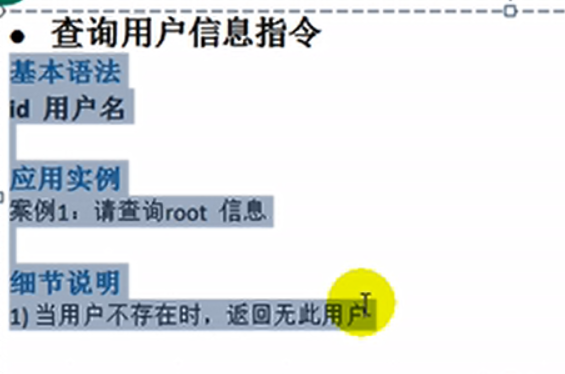 ● 查询用户信息指令
基本语法
id 用户名
应用实例
案例1：请查询root 信息
细节说明
1) 当用户不存在时，返回无此用户